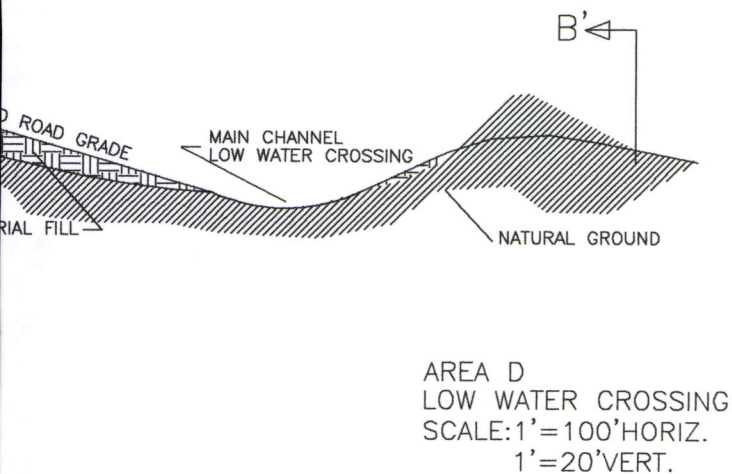 B'
ROAD GRADE
MAIN CHANNEL
LOW WATER CROSSING
FILL
NATURAL GROUND
AREA D
LOW WATER CROSSING
SCALE: 1'=100'HORIZ.
1'=20'VERT.